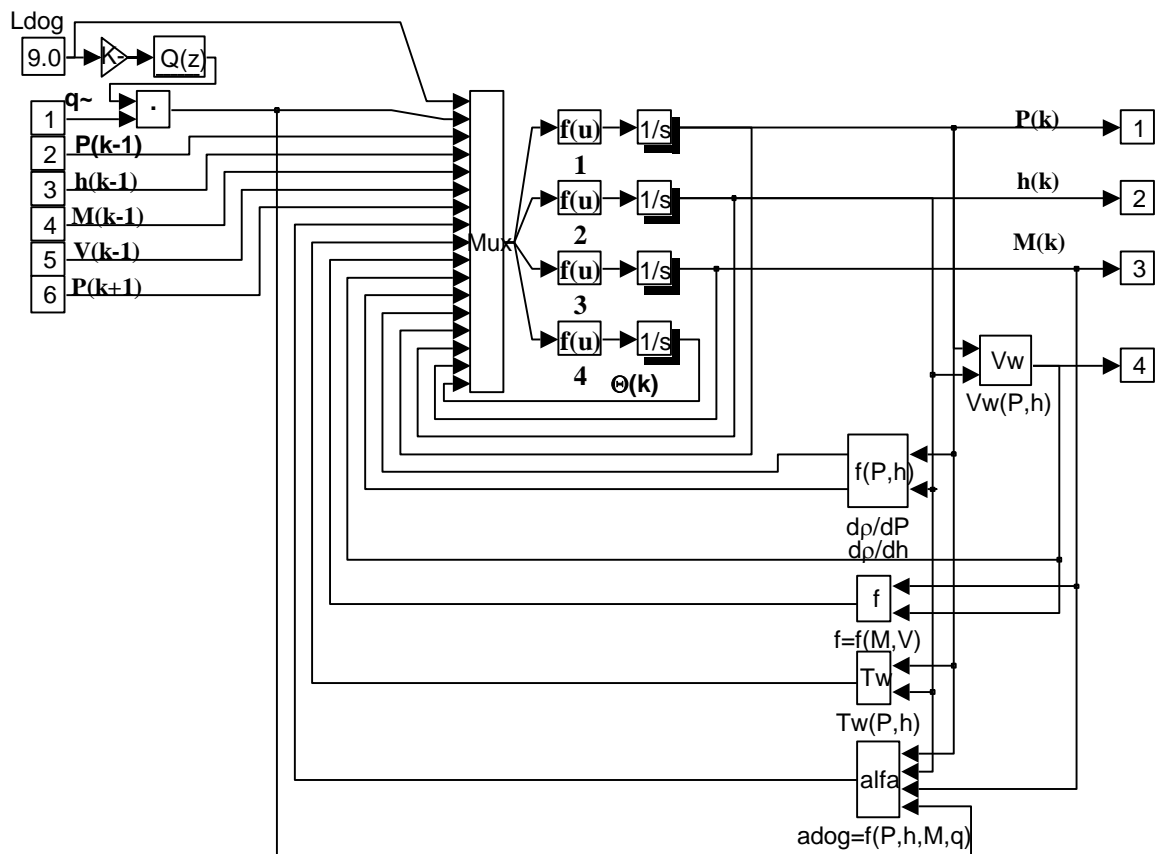 Ldog
9.0
K-
Q(z)
q~
1
.
2
P(k-1)
3
h(k-1)
4
M(k-1)
5
V(k-1)
6
P(k+1)
Mux
f(u)
1/s
1
f(u)
1/s
2
f(u)
1/s
3
f(u)
1/s
4
Θ(k)
P(k)
1
h(k)
2
M(k)
3
Vw
4
Vw(P,h)
f(P,h)
dρ/dP
dρ/dh
f
f=f(M,V)
Tw
Tw(P,h)
alfa
adog=f(P,h,M,q)